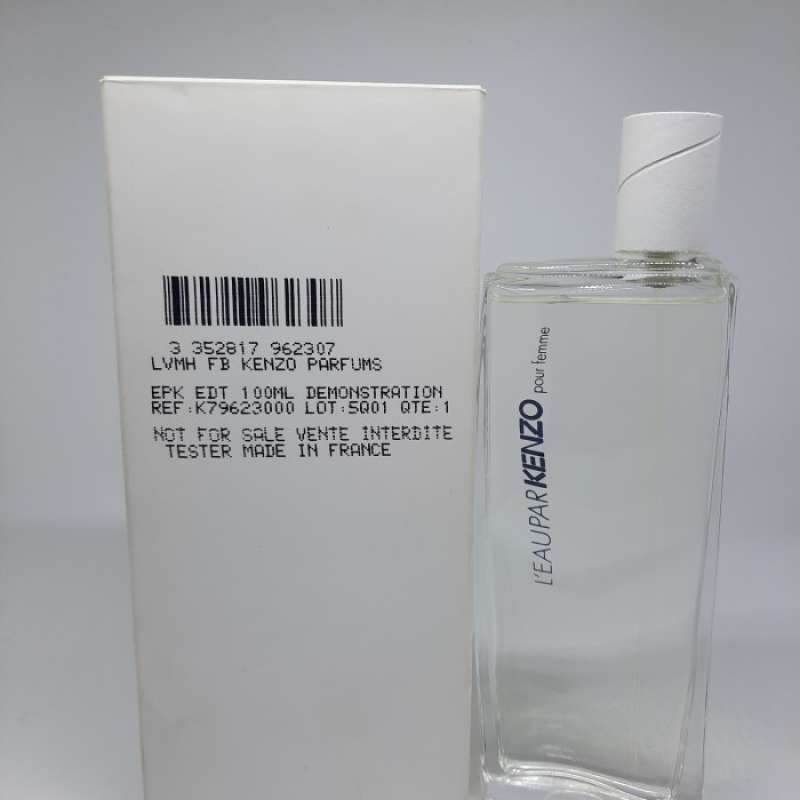 3 352817 962307
LVMH FB KENZO PARFUMS
EPK EDT 100ML DEMONSTRATION
REF:K79623000 LOT:5Q01 QTE:1
NOT FOR SALE VENTE INTERDITE
TESTER MADE IN FRANCE
L'EAUPARKENZO pour femme